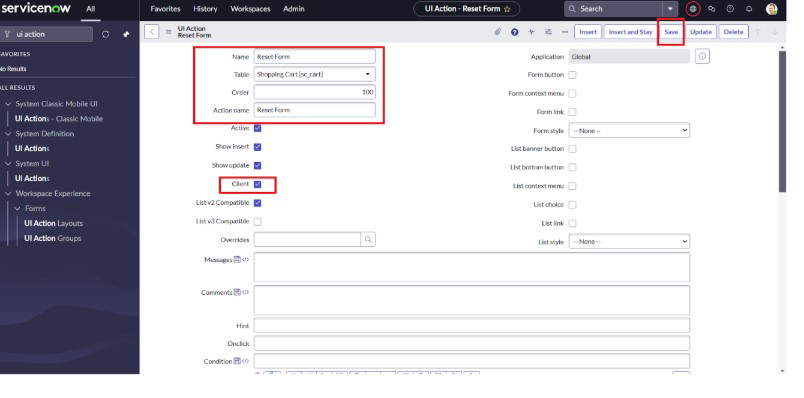 servicenow
All
Favorites
History
Workspaces
Admin
UI Action - Reset Form
Search
ui action
FAVORITES
No Results
ALL RESULTS
System Classic Mobile UI
UI Actions - Classic Mobile
System Definition
UI Actions
System UI
UI Actions
Workspace Experience
Forms
UI Action Layouts
UI Action Groups
UI Action
Reset Form
Insert
Insert and Stay
Save
Update
Delete
Name Reset Form
Table Shopping Cart [sc_cart]
Order 100
Action name Reset Form
Active
Show insert
Show update
Client
List v2 Compatible
List v3 Compatible
Overrides
Application Global
Form button
Form context menu
Form link
Form style -- None --
List banner button
List bottom button
List context menu
List choice
List link
List style -- None --
Messages
Comments
Hint
Onclick
Condition